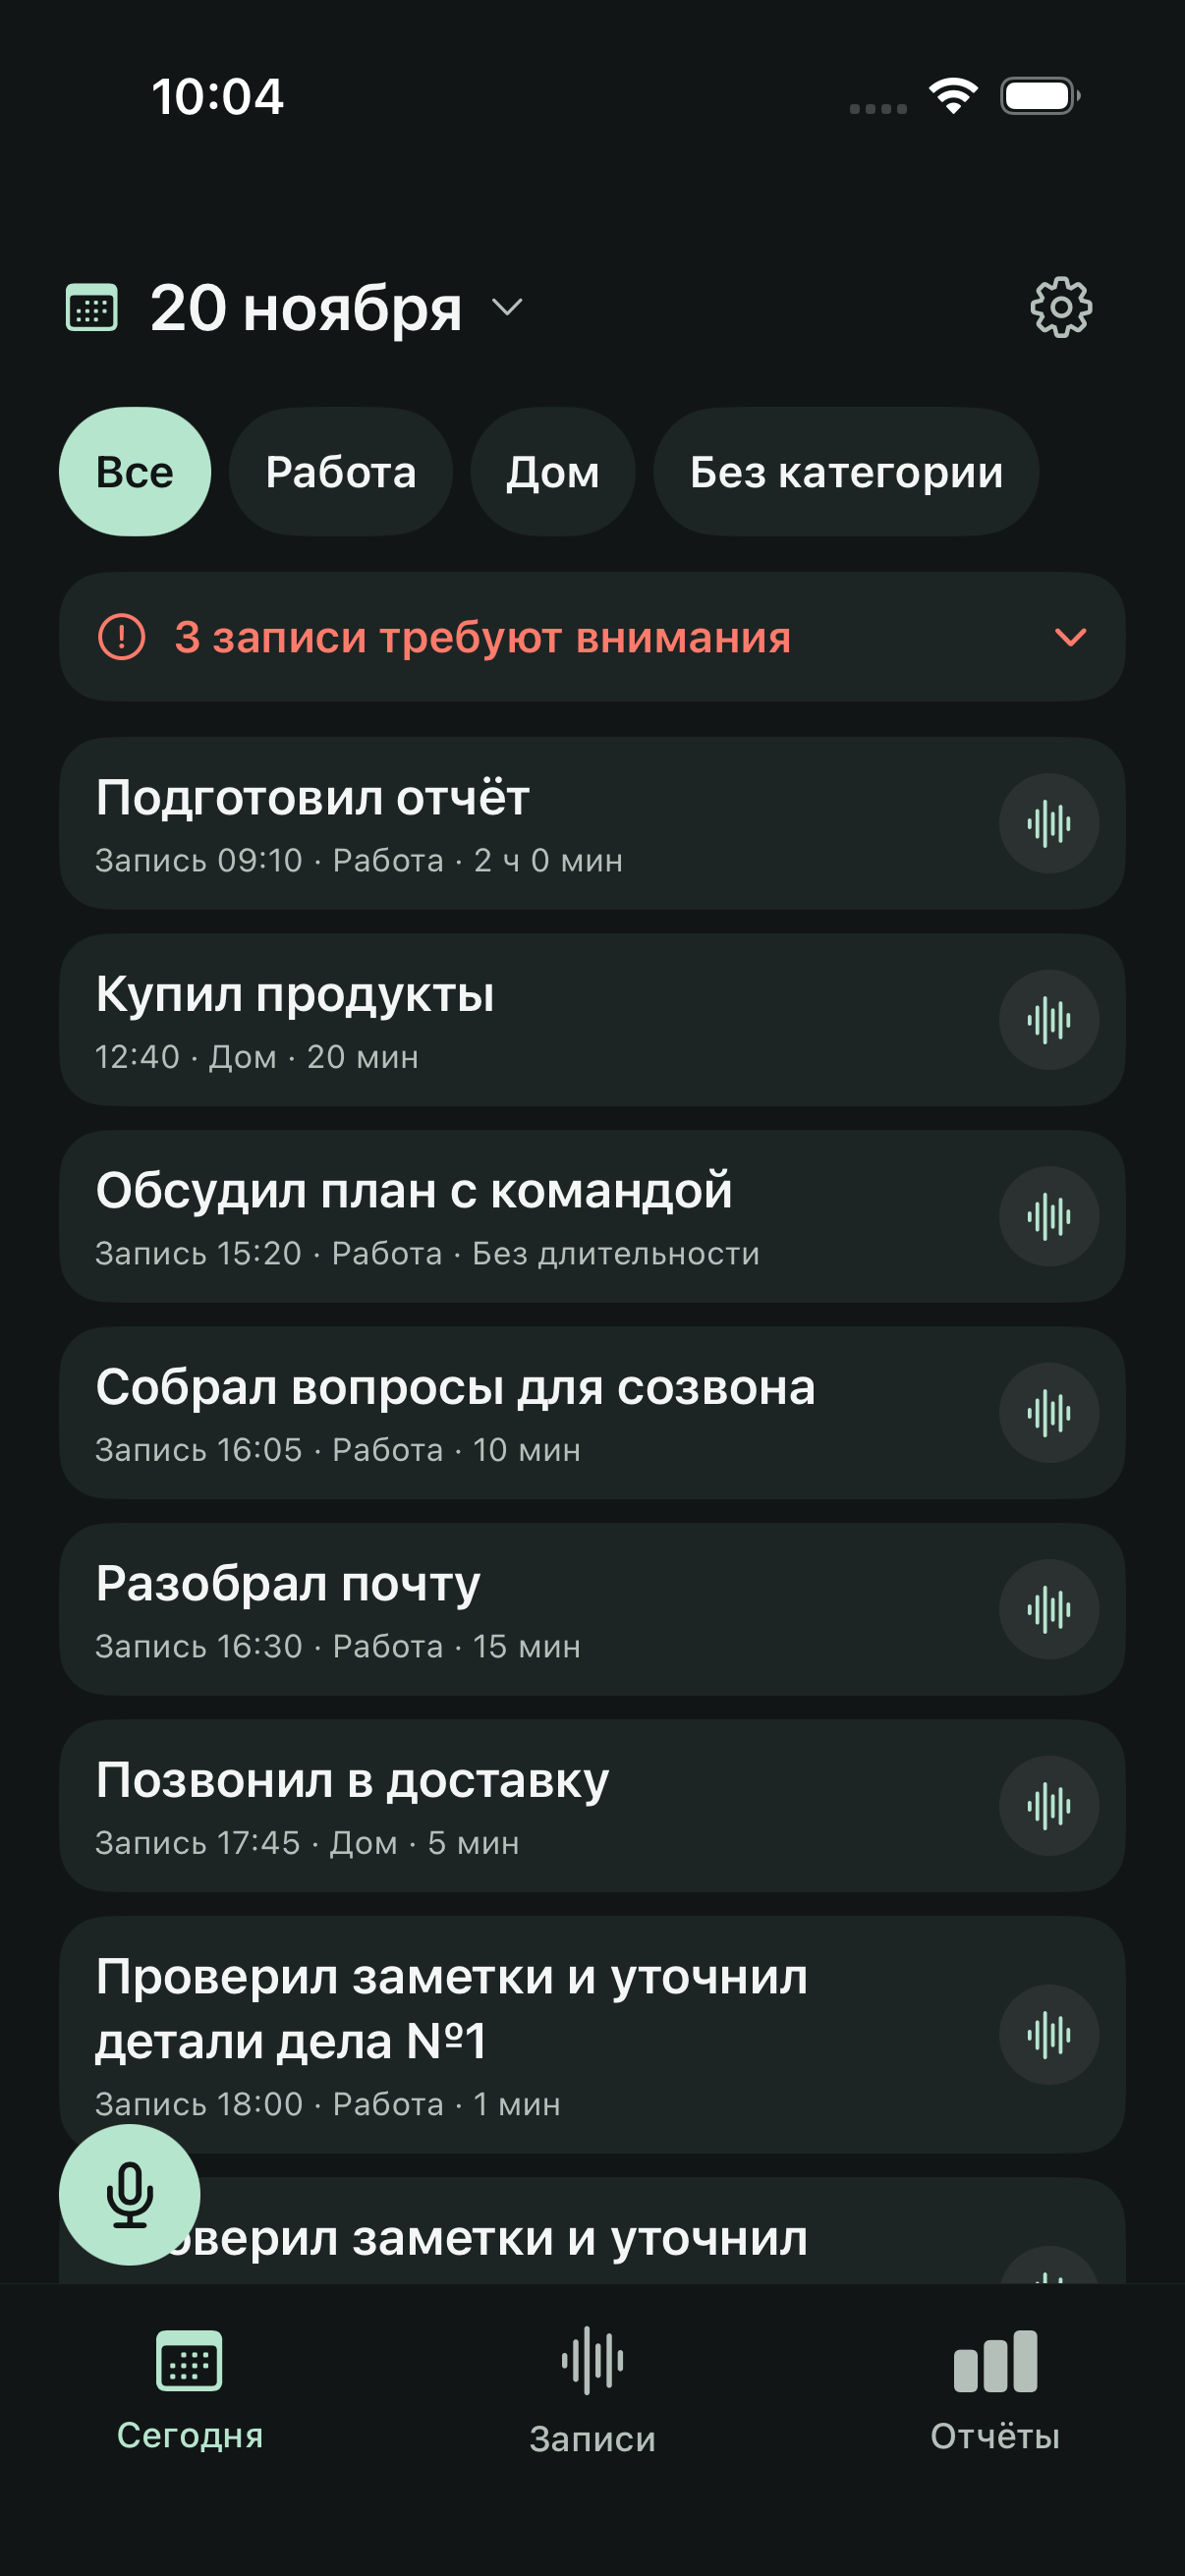 10:04
20 ноября
Все
Работа
Дом
Без категории
3 записи требуют внимания
Подготовил отчёт
Запись 09:10 · Работа · 2 ч 0 мин
Купил продукты
12:40 · Дом · 20 мин
Обсудил план с командой
Запись 15:20 · Работа · Без длительности
Собрал вопросы для созвона
Запись 16:05 · Работа · 10 мин
Разобрал почту
Запись 16:30 · Работа · 15 мин
Позвонил в доставку
Запись 17:45 · Дом · 5 мин
Проверил заметки и уточнил
детали дела №1
Запись 18:00 · Работа · 1 мин
заметки и уточнил
Сегодня
Записи
Отчёты